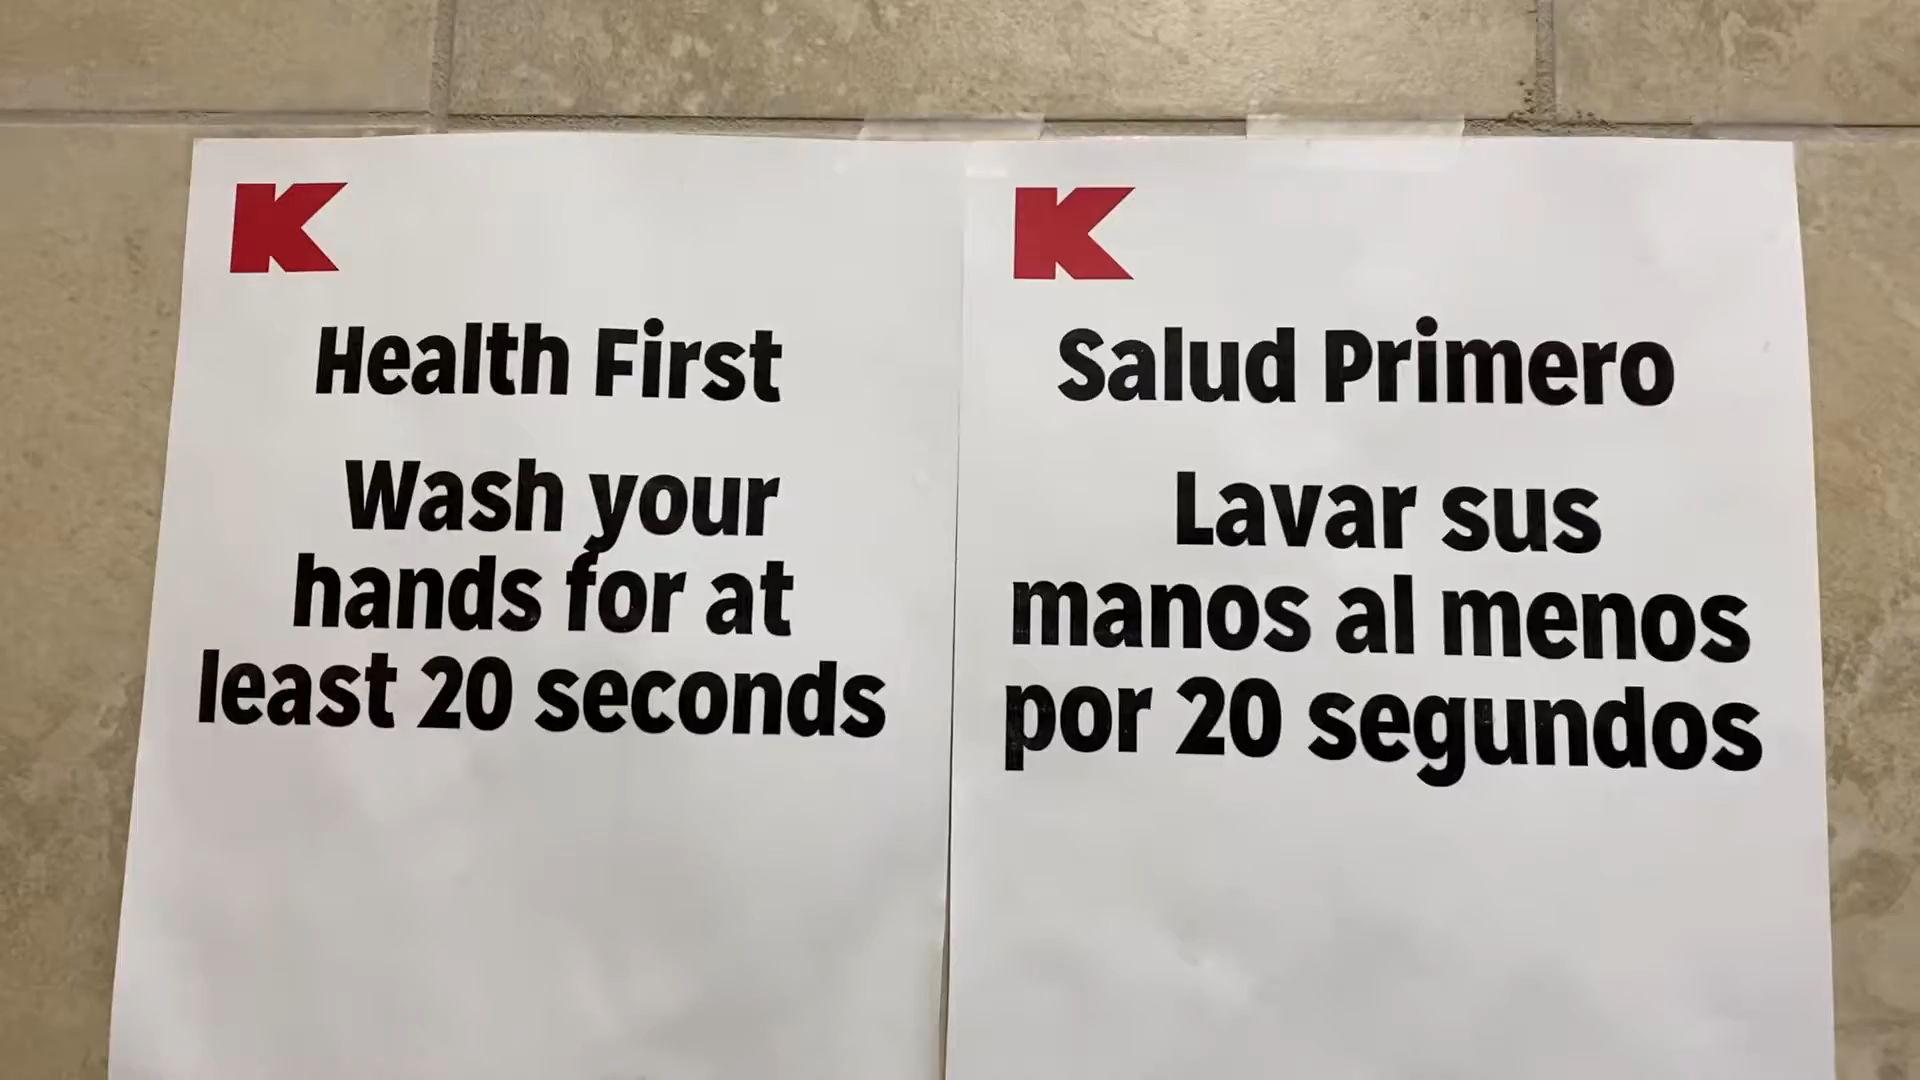 K
Health First
Wash your
hands for at
least 20 seconds
K
Salud Primero
Lavar sus
manos al menos
por 20 segundos